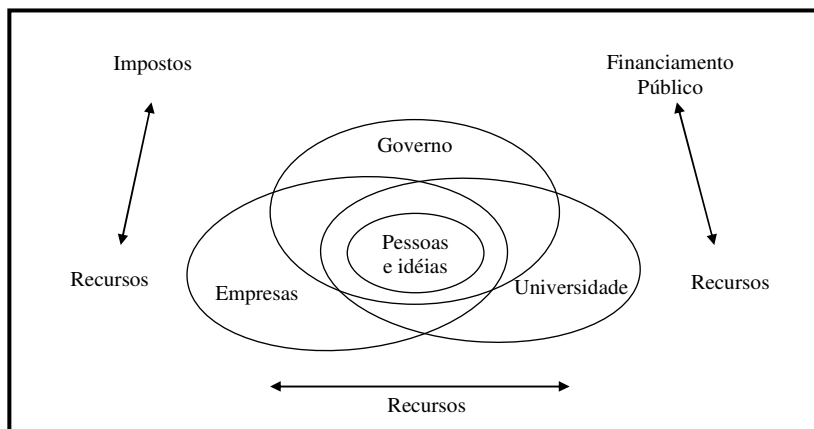 Impostos
Financiamento
Público
Governo
Pessoas
e idéias
Recursos
Empresas
Universidade
Recursos
Recursos